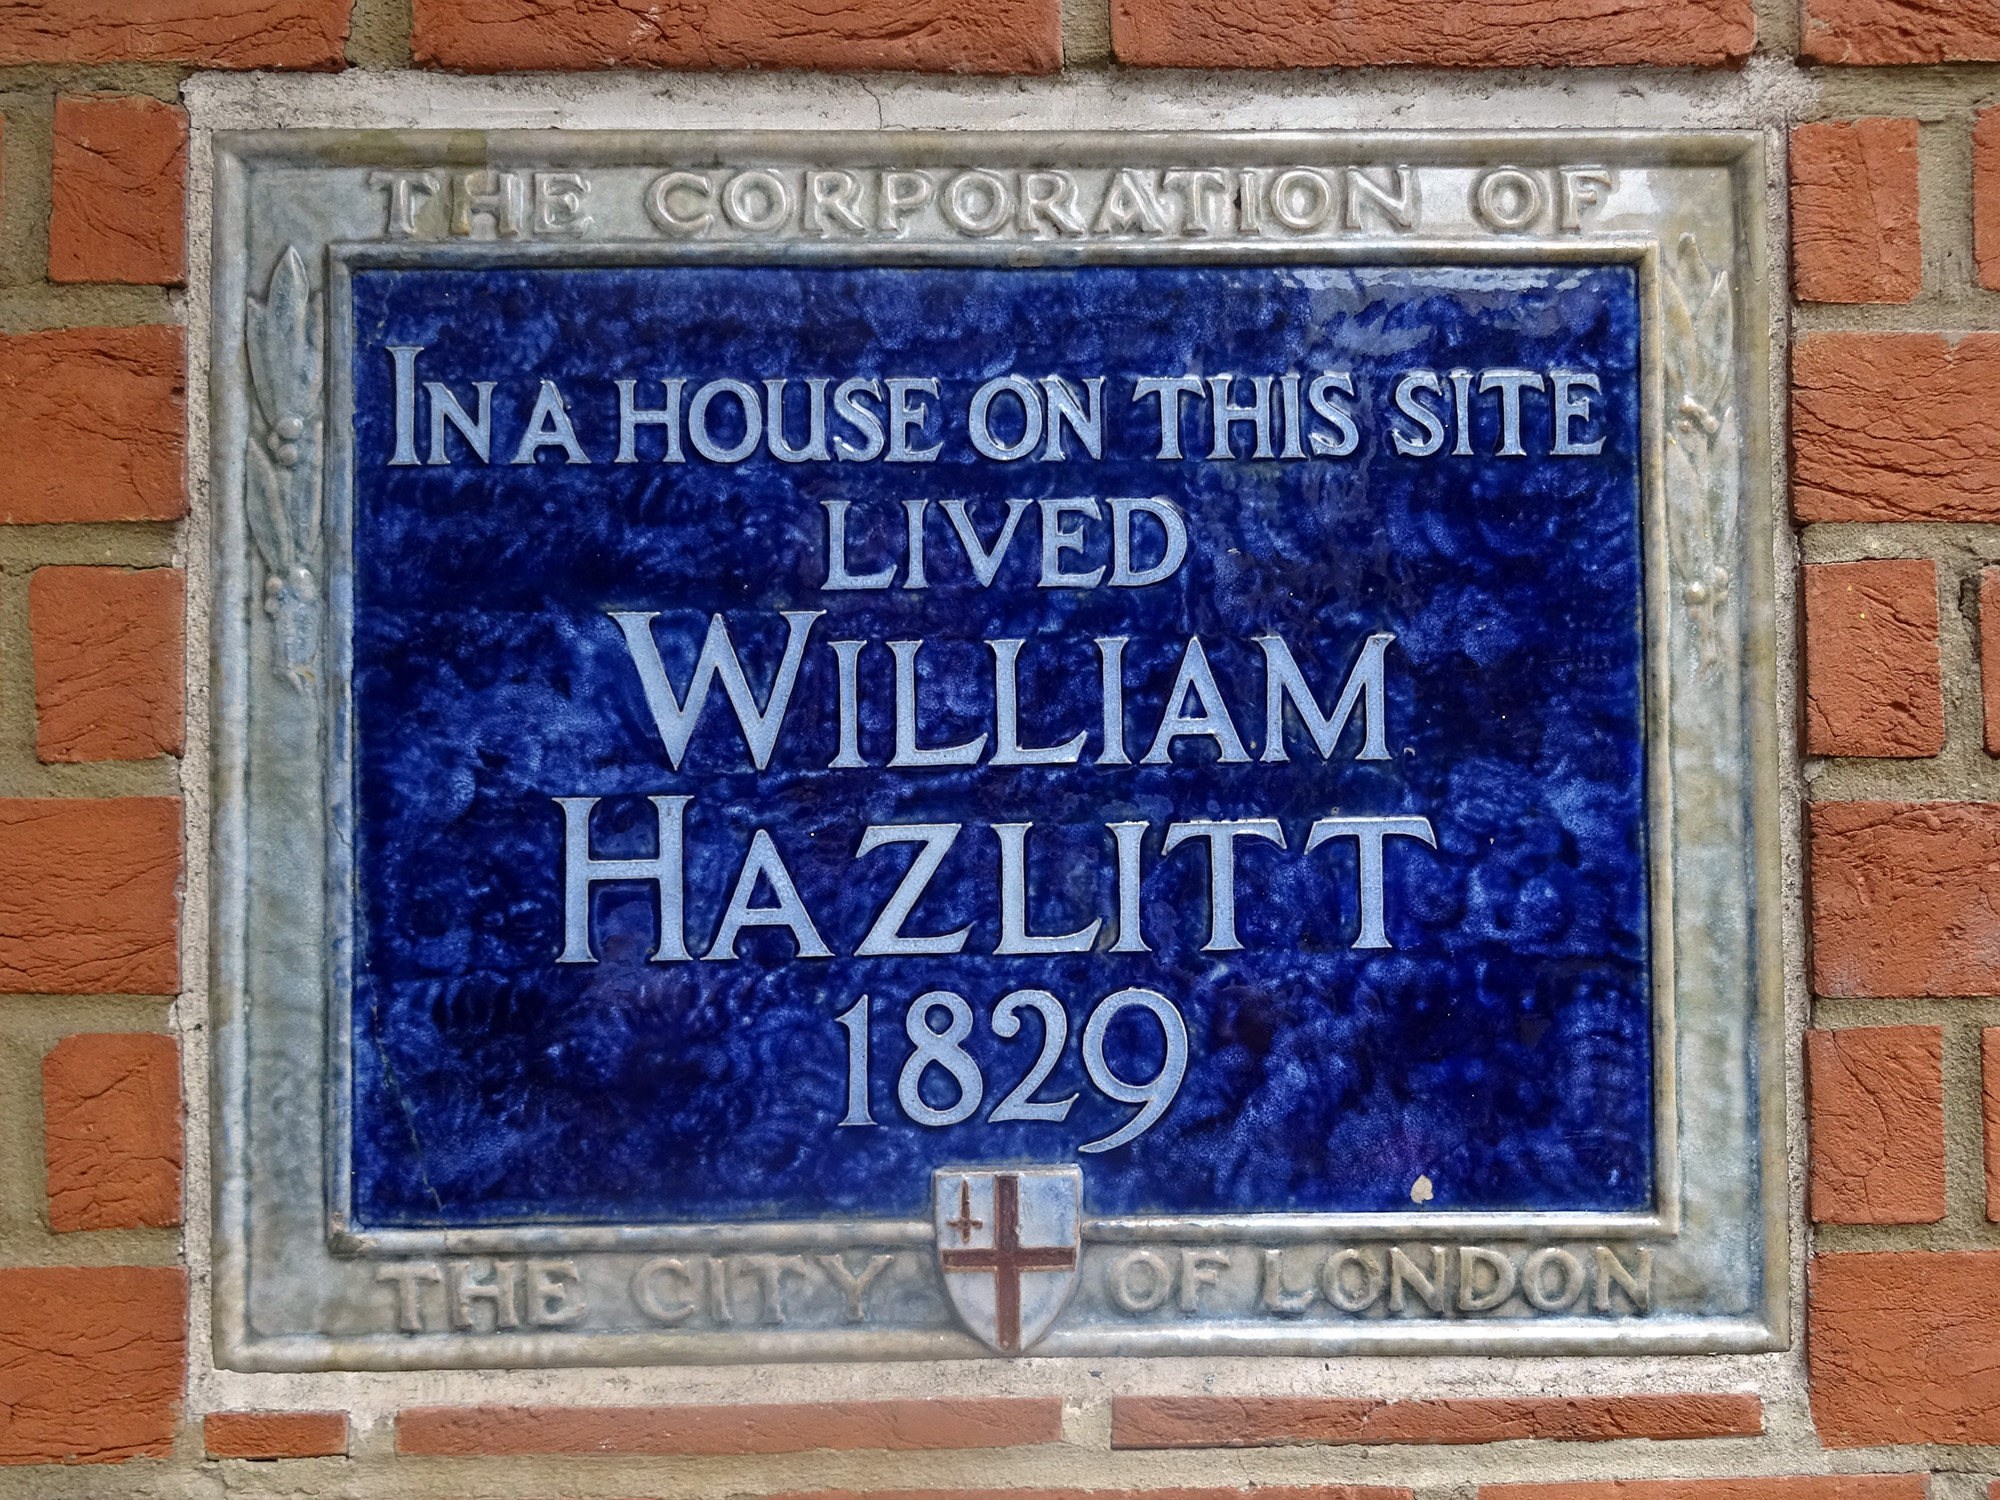 THE CORPORATION OF
IN A HOUSE ON THIS SITE
LIVED
WILLIAM
HAZLITT
1829
THE CITY OF LONDON